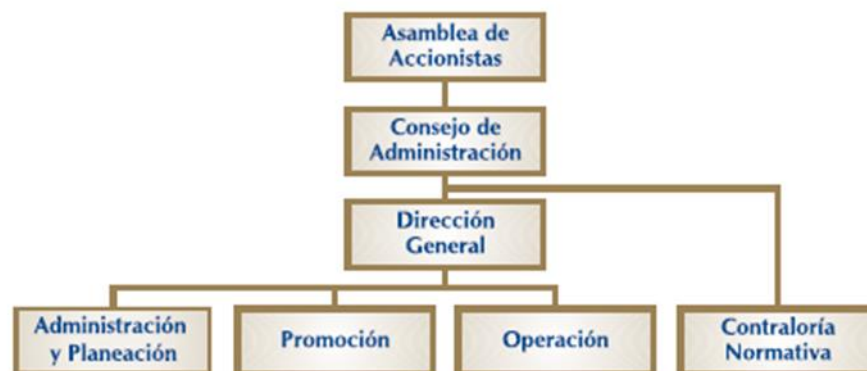 Asamblea de
Accionistas
Consejo de
Administración
Dirección
General
Administración
y Planeación
Promoción
Operación
Contraloría
Normativa